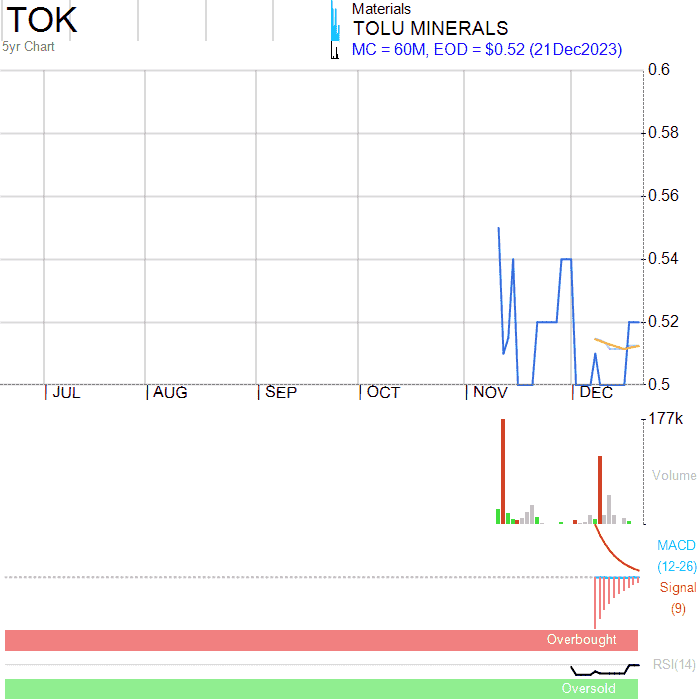 TOK
5yr Chart
Materials
TOLU MINERALS
MC = 60M, EOD = $0.52 (21Dec2023)
0.6
0.58
0.56
0.54
0.52
0.5
JUL AUG SEP OCT NOV DEC
177k
Volume
MACD
(12-26)
Signal
(9)
Overbought
RSI(14)
Oversold